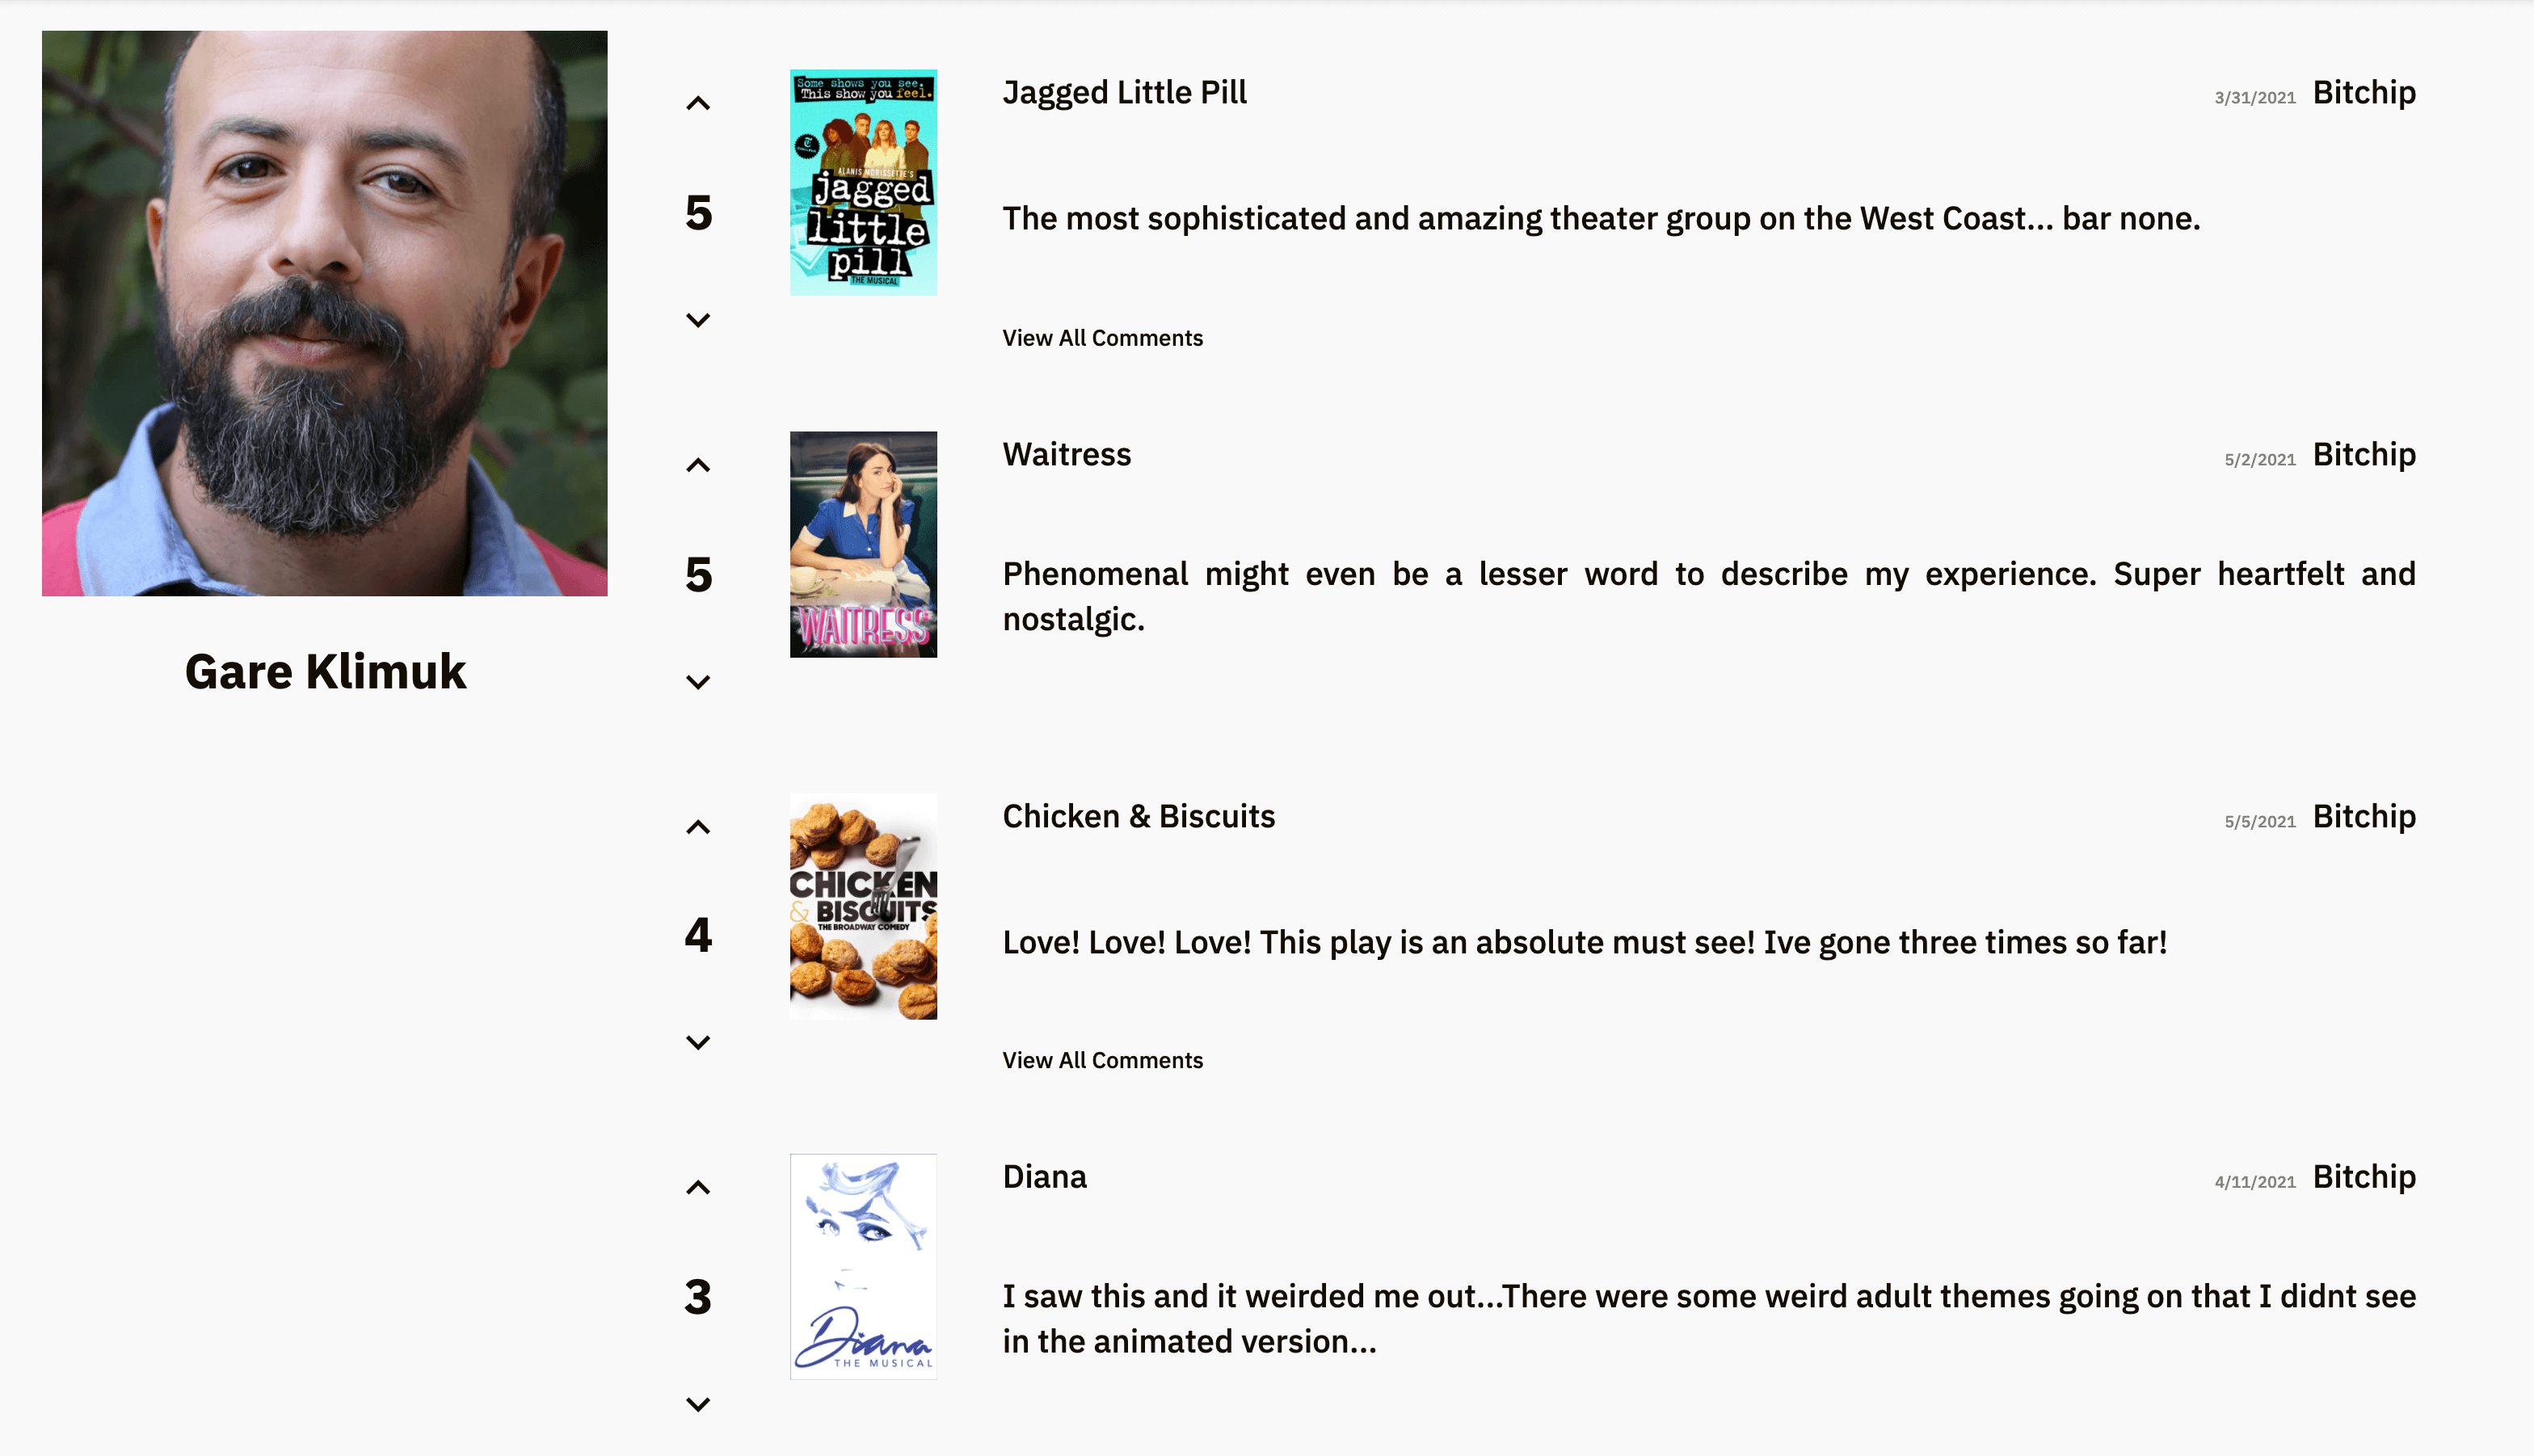 Gare Klimuk
5
Some shows you see.
This show you feel.
ALANIS MORISSETTE'S
jagged
little
pill
THE MUSICAL
Jagged Little Pill
3/31/2021 Bitchip
The most sophisticated and amazing theater group on the West Coast... bar none.
View All Comments
5
WAITRESS
Waitress
5/2/2021 Bitchip
Phenomenal might even be a lesser word to describe my experience. Super heartfelt and
nostalgic.
4
CHICKEN
& BISCUITS
THE BROADWAY COMEDY
Chicken & Biscuits
5/5/2021 Bitchip
Love! Love! Love! This play is an absolute must see! Ive gone three times so far!
View All Comments
3
Diana
THE MUSICAL
Diana
4/11/2021 Bitchip
I saw this and it weirded me out...There were some weird adult themes going on that I didnt see
in the animated version...